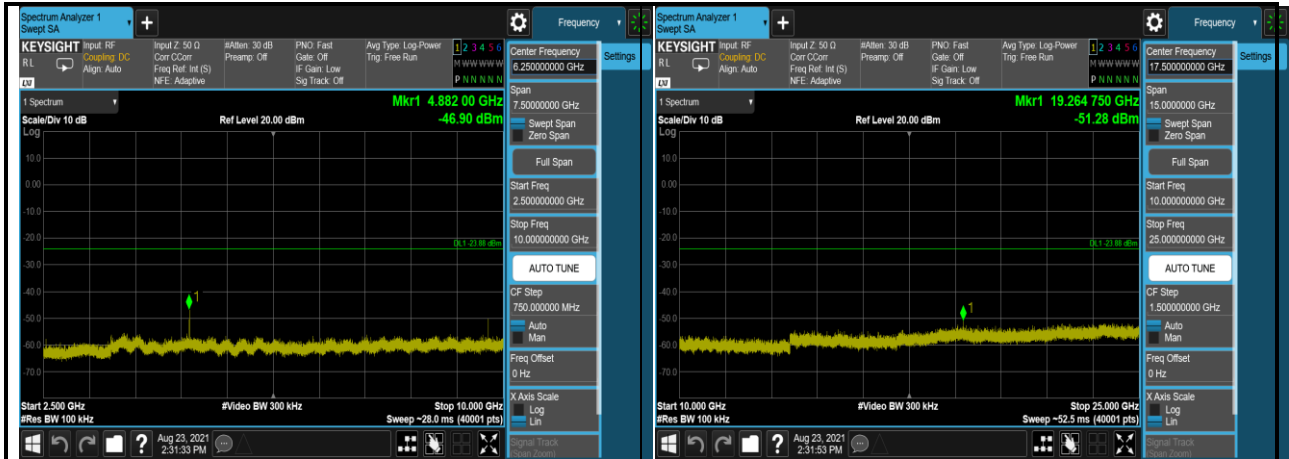 Spectrum Analyzer 1
Swept SA
+
Frequency
KEYSIGHT
RL
LXI
Input: RF
Coupling: DC
Align: Auto
Input Z: 50 Ω
Corr CCorr
Freq Ref: Int (S)
NFE: Adaptive
#Atten: 30 dB
Preamp: Off
PNO: Fast
Gate: Off
IF Gain: Low
Sig Track: Off
Avg Type: Log-Power
Trig: Free Run
1 2 3 4 5 6
M W W W W W
P N N N N N
1 Spectrum
Mkr1 4.882 00 GHz
Scale/Div 10 dB
Ref Level 20.00 dBm
-46.90 dBm
Log
10.0
0.00
-10.0
-20.0
DL1 -23.88 dBm
-30.0
-40.0
1
-50.0
-60.0
-70.0
Start 2.500 GHz
#Video BW 300 kHz
Stop 10.000 GHz
#Res BW 100 kHz
Sweep ~28.0 ms (40001 pts)
?
Aug 23, 2021
2:31:33 PM
Center Frequency
6.250000000 GHz
Settings
Span
7.50000000 GHz
Swept Span
Zero Span
Full Span
Start Freq
2.500000000 GHz
Stop Freq
10.000000000 GHz
AUTO TUNE
CF Step
750.000000 MHz
Auto
Man
Freq Offset
0 Hz
X Axis Scale
Log
Lin
Signal Track
(Span Zoom)
Spectrum Analyzer 1
Swept SA
+
Frequency
KEYSIGHT
RL
LXI
Input: RF
Coupling: DC
Align: Auto
Input Z: 50 Ω
Corr CCorr
Freq Ref: Int (S)
NFE: Adaptive
#Atten: 30 dB
Preamp: Off
PNO: Fast
Gate: Off
IF Gain: Low
Sig Track: Off
Avg Type: Log-Power
Trig: Free Run
1 2 3 4 5 6
M W W W W W
P N N N N N
1 Spectrum
Mkr1 19.264 750 GHz
Scale/Div 10 dB
Ref Level 20.00 dBm
-51.28 dBm
Log
10.0
0.00
-10.0
-20.0
DL1 -23.88 dBm
-30.0
-40.0
1
-50.0
-60.0
-70.0
Start 10.000 GHz
#Video BW 300 kHz
Stop 25.000 GHz
#Res BW 100 kHz
Sweep ~52.5 ms (40001 pts)
?
Aug 23, 2021
2:31:53 PM
Center Frequency
17.500000000 GHz
Settings
Span
15.0000000 GHz
Swept Span
Zero Span
Full Span
Start Freq
10.000000000 GHz
Stop Freq
25.000000000 GHz
AUTO TUNE
CF Step
1.500000000 GHz
Auto
Man
Freq Offset
0 Hz
X Axis Scale
Log
Lin
Signal Track
(Span Zoom)